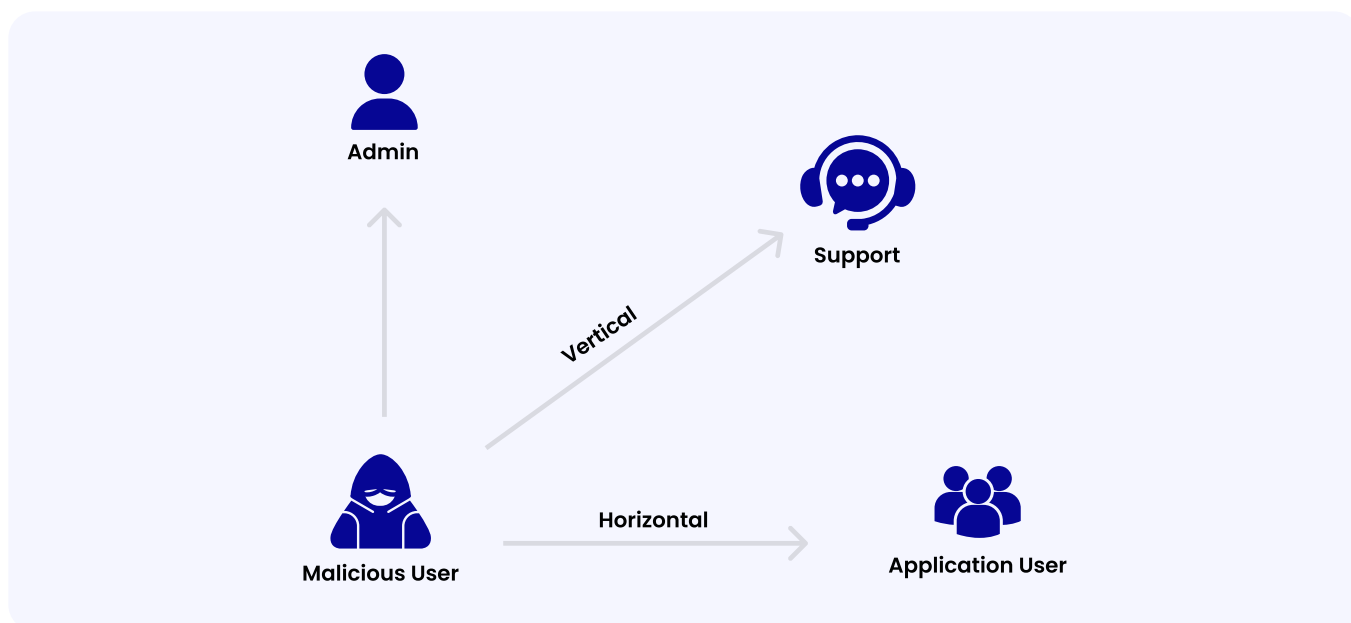 Admin
Support
Vertical
Horizontal
Application User
Malicious User